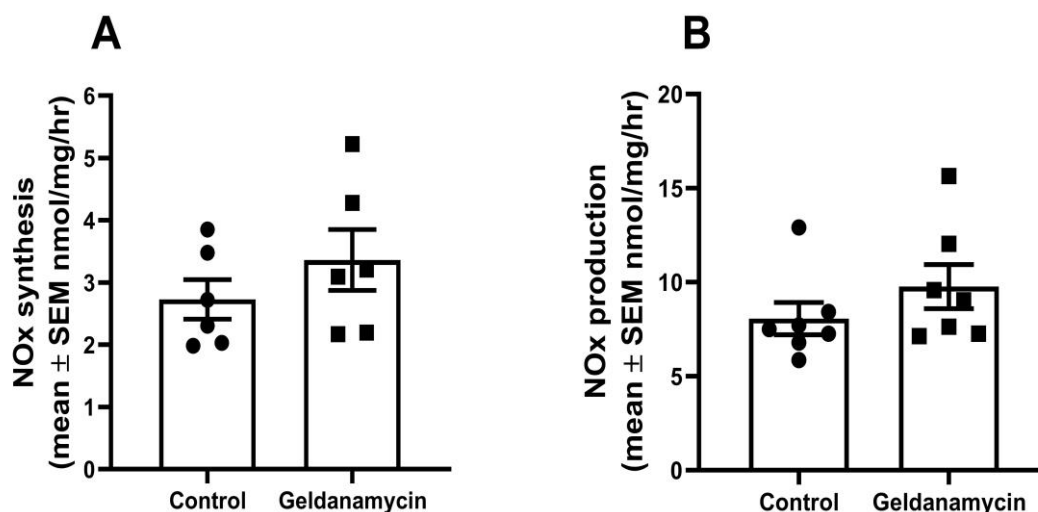 A
NOx synthesis
(mean ± SEM nmol/mg/hr)
6
5
4
3
2
1
0
Control
Geldanamycin
B
NOx production
(mean ± SEM nmol/mg/hr)
20
15
10
5
0
Control
Geldanamycin